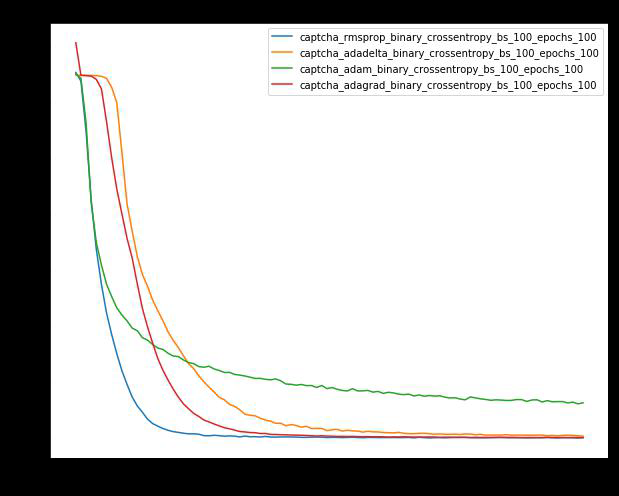 captcha_rmsprop_binary_crossentropy_bs_100_epochs_100
captcha_adadelta_binary_crossentropy_bs_100_epochs_100
captcha_adam_binary_crossentropy_bs_100_epochs_100
captcha_adagrad_binary_crossentropy_bs_100_epochs_100